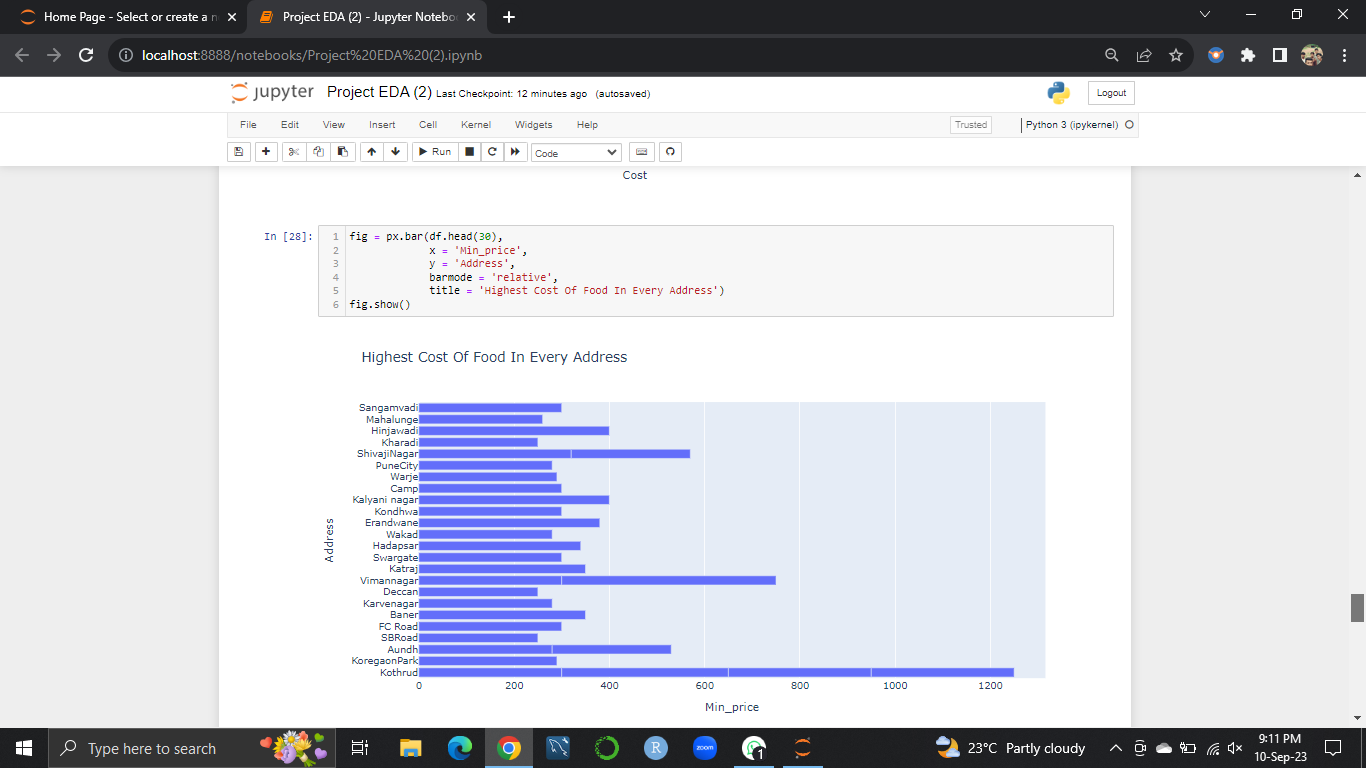 Home Page - Select or create a n
Project EDA (2) - Jupyter Notebo
localhost:8888/notebooks/Project%20EDA%20(2).ipynb
jupyter Project EDA (2) Last Checkpoint: 12 minutes ago (autosaved)
Logout
File Edit View Insert Cell Kernel Widgets Help
Trusted
Python 3 (ipykernel)
Run
Code
Cost
In [28]:
1 fig = px.bar(df.head(30),
2 x = 'Min_price',
3 y = 'Address',
4 barmode = 'relative',
5 title = 'Highest Cost Of Food In Every Address')
6 fig.show()
Highest Cost Of Food In Every Address
Address
Sangamvadi
Mahalunge
Hinjawadi
Kharadi
ShivajiNagar
PuneCity
Warje
Camp
Kalyani nagar
Kondhwa
Erandwane
Wakad
Hadapsar
Swargate
Katraj
Vimannagar
Deccan
Karvenagar
Baner
FC Road
SBRoad
Aundh
KoregaonPark
Kothrud
0 200 400 600 800 1000 1200
Min_price
Type here to search
R
zoom
1
23°C Partly cloudy
9:11 PM
10-Sep-23